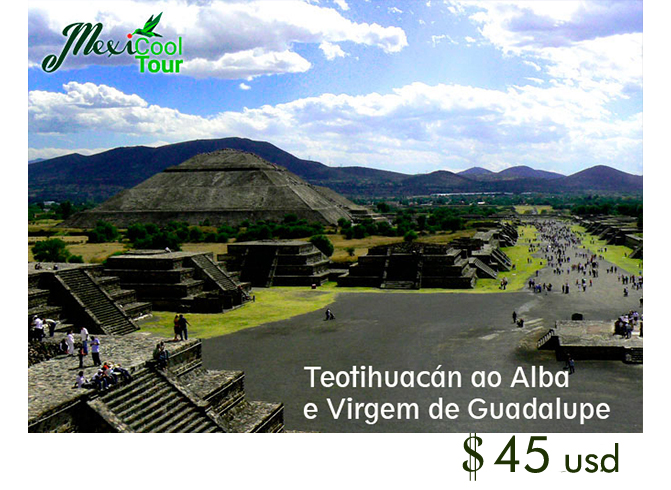 Mexicool
Tour
Teotihuacán ao Alba
e Virgem de Guadalupe
$ 45 usd